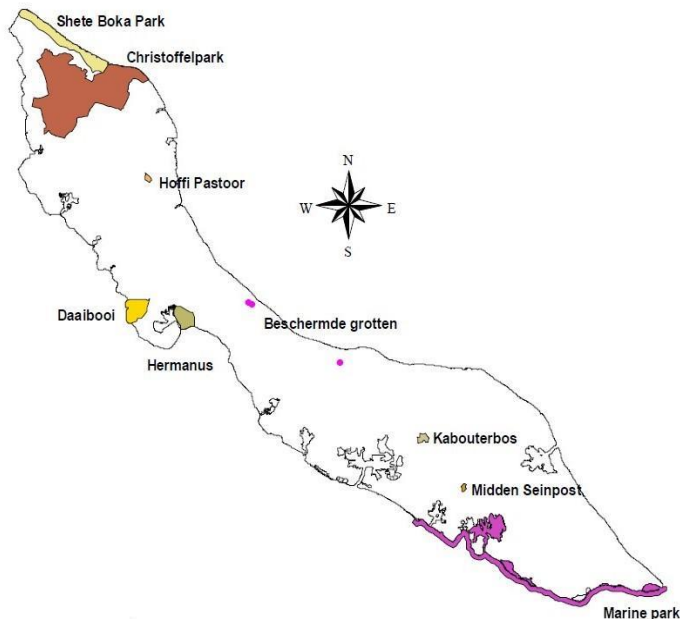 Shete Boka Park
Christoffelpark
Hoffi Pastoor
N
W
E
S
Daaibooi
Beschermde grotten
Hermanus
Kabouterbos
Midden Seinpost
Marine park